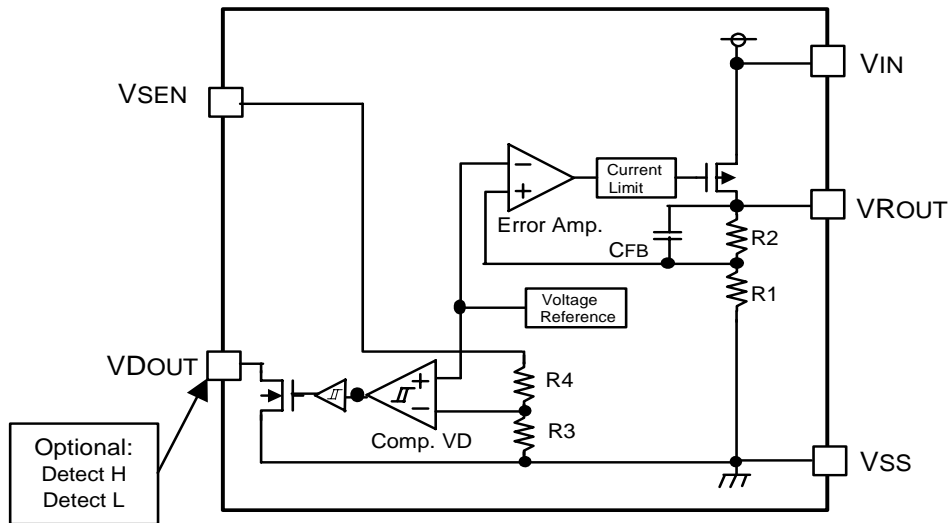 VIN
VSEN
Current
Limit
Error Amp.
VROUT
CFB
R2
R1
Voltage
Reference
VDOUT
R4
R3
Comp. VD
Optional:
Detect H
Detect L
VSS